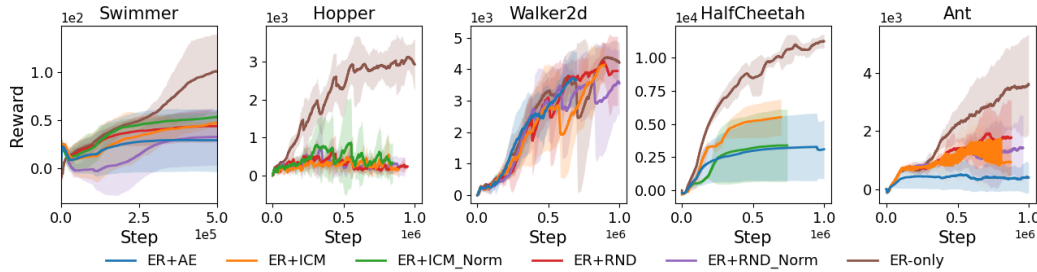 Swimmer Hopper Walker2d HalfCheetah Ant
1e2 1e3 1e3 1e4 1e3
Reward
1.0 0.5 0.0
3 2 1 0
5 4 3 2 1 0
1.00 0.75 0.50 0.25 0.00
4 2 0
0.0 2.5 5.0 0.0 0.5 1.0 0.0 0.5 1.0 0.0 0.5 1.0 0.0 0.5 1.0
Step 1e5 Step 1e6 Step 1e6 Step 1e6 Step 1e6
ER+AE ER+ICM ER+ICM_Norm ER+RND ER+RND_Norm ER-only